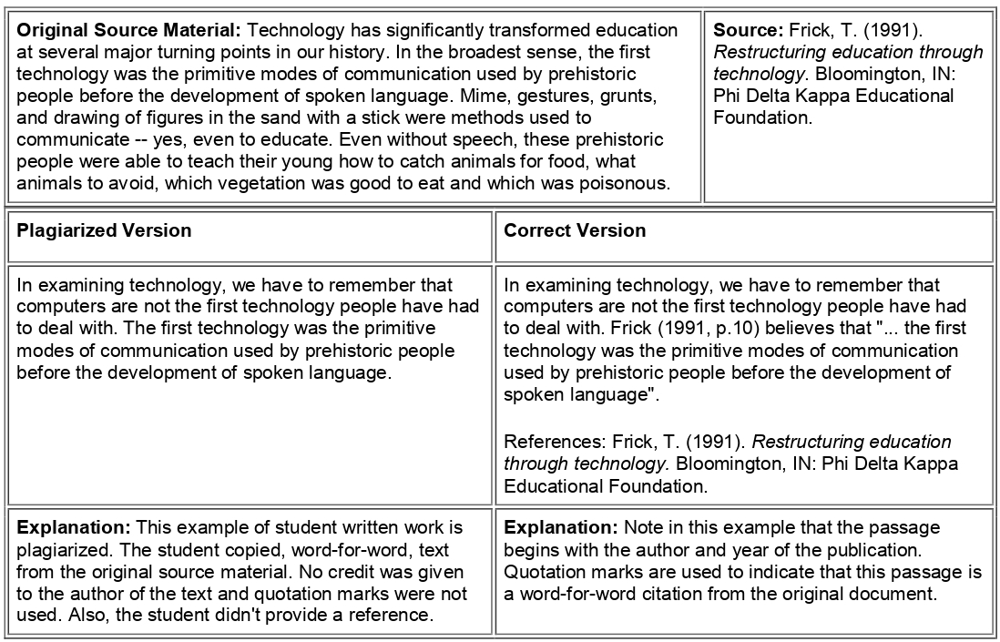 Original Source Material: Technology has significantly transformed education
at several major turning points in our history. In the broadest sense, the first
technology was the primitive modes of communication used by prehistoric
people before the development of spoken language. Mime, gestures, grunts,
and drawing of figures in the sand with a stick were methods used to
communicate -- yes, even to educate. Even without speech, these prehistoric
people were able to teach their young how to catch animals for food, what
animals to avoid, which vegetation was good to eat and which was poisonous.
Source: Frick, T. (1991).
Restructuring education through
technology. Bloomington, IN:
Phi Delta Kappa Educational
Foundation.
Plagiarized Version
Correct Version
In examining technology, we have to remember that
computers are not the first technology people have had
to deal with. The first technology was the primitive
modes of communication used by prehistoric people
before the development of spoken language.
In examining technology, we have to remember that
computers are not the first technology people have had
to deal with. Frick (1991, p.10) believes that "... the first
technology was the primitive modes of communication
used by prehistoric people before the development of
spoken language".
References: Frick, T. (1991). Restructuring education
through technology. Bloomington, IN: Phi Delta Kappa
Educational Foundation.
Explanation: This example of student written work is
plagiarized. The student copied, word-for-word, text
from the original source material. No credit was given
to the author of the text and quotation marks were not
used. Also, the student didn't provide a reference.
Explanation: Note in this example that the passage
begins with the author and year of the publication.
Quotation marks are used to indicate that this passage is
a word-for-word citation from the original document.